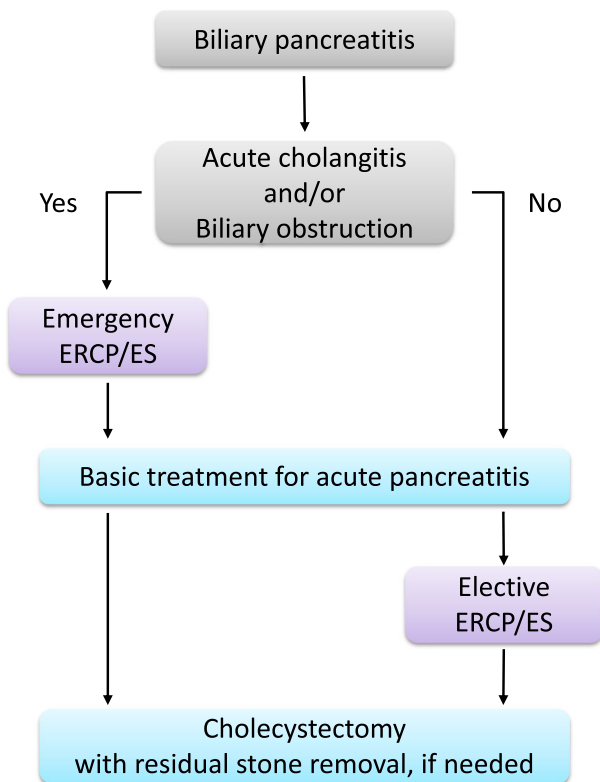 Biliary pancreatitis
Acute cholangitis
and/or
Biliary obstruction
Yes
No
Emergency
ERCP/ES
Basic treatment for acute pancreatitis
Elective
ERCP/ES
Cholecystectomy
with residual stone removal, if needed